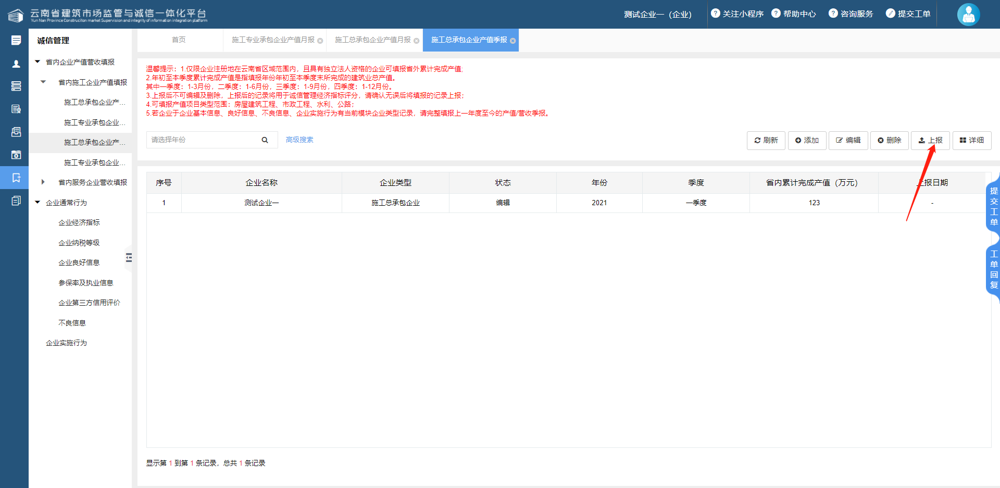 云南省建筑市场监管与诚信一体化平台
Yun Nan Province Construciton market Supervision and integrity of information integration platform
测试企业一（企业）
关注小程序
帮助中心
咨询服务
提交工单
诚信管理
省内企业产值营收填报
省内施工企业产值填报
施工总承包企业产...
施工专业承包企业...
施工总承包企业产...
施工专业承包企业...
省内服务企业营收填报
企业通常行为
企业经济指标
企业纳税等级
企业良好信息
参保率及执业信息
企业第三方信用评价
不良信息
企业实施行为
首页
施工专业承包企业产值月报
施工总承包企业产值月报
施工总承包企业产值季报
温馨提示：1.仅限企业注册地在云南省区域范围内，且具有独立法人资格的企业可填报省外累计完成产值;
2.年初至本季度累计完成产值是指填报年份年初至本季度末所完成的建筑业总产值。
其中一季度：1-3月份，二季度：1-6月份，三季度：1-9月份，四季度：1-12月份。
3.上报后不可编辑及删除，上报后的记录将用于诚信管理经济指标评分，请确认无误后将填报的记录上报；
4.可填报产值项目类型范围：房屋建筑工程、市政工程、水利、公路；
5.若企业于企业基本信息、良好信息、不良信息、企业实施行为有当前模块企业类型记录，请完整填报上一年度至今的产值/营收季报。
请选择年份
高级搜索
刷新
添加
编辑
删除
上报
详细
序号 企业名称 企业类型 状态 年份 季度 省内累计完成产值（万元） 上报日期
1 测试企业一 施工总承包企业 编辑 2021 一季度 123 -
显示第 1 到第 1 条记录，总共 1 条记录
提交工单
工单回复